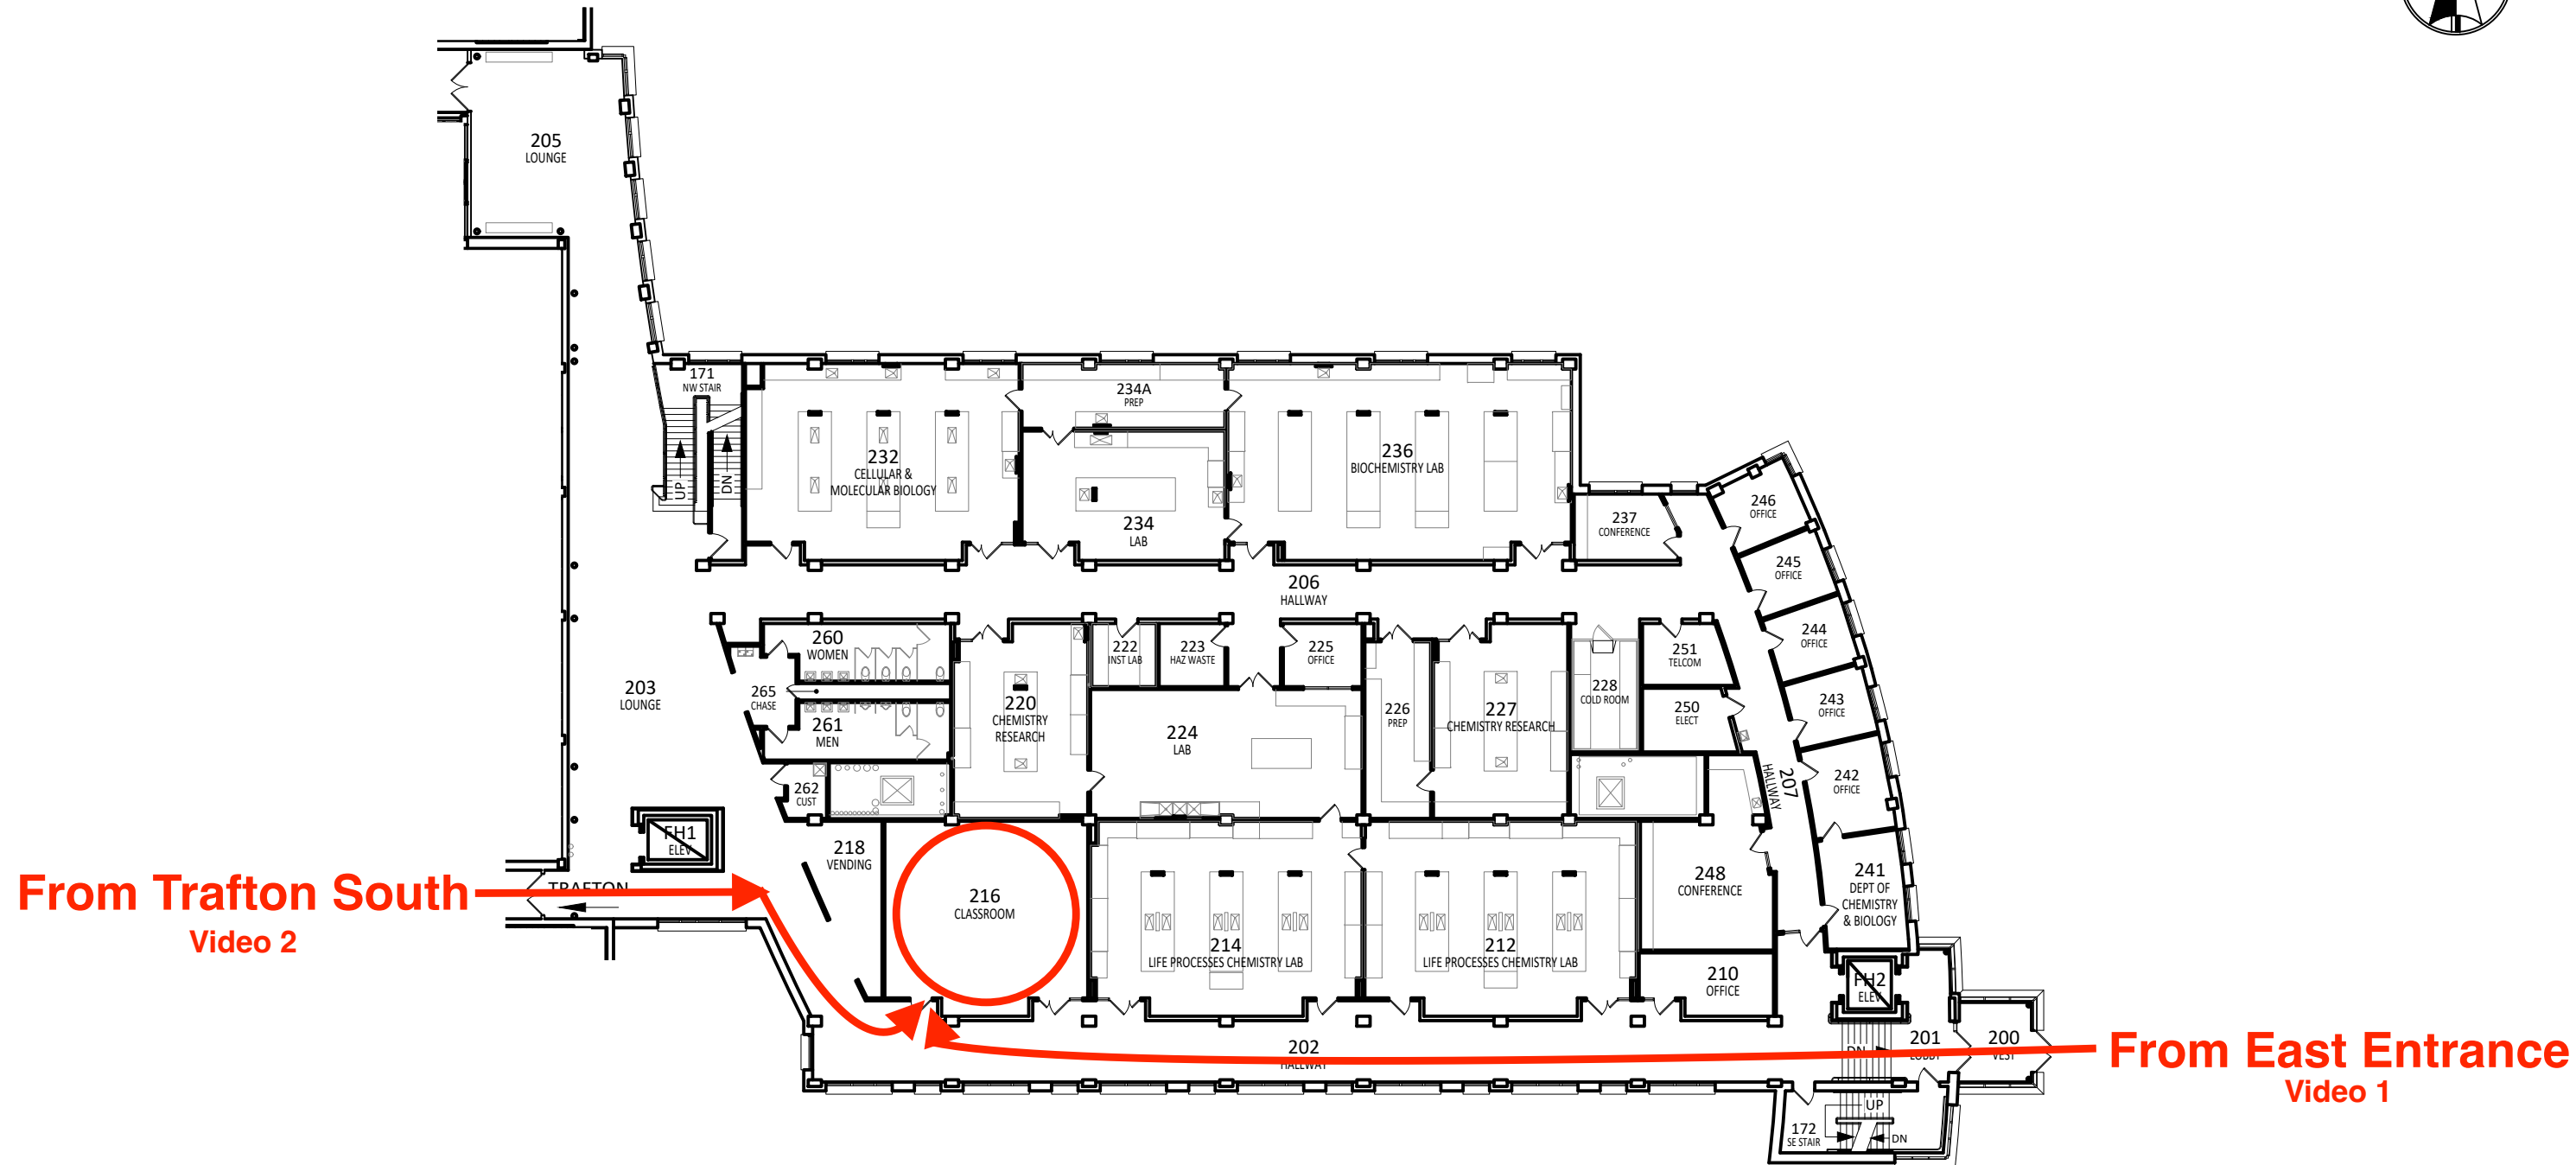 205
LOUNGE
171
NW STAIR
UP
DN
232
CELLULAR &
MOLECULAR BIOLOGY
234A
PREP
234
LAB
236
BIOCHEMISTRY LAB
237
CONFERENCE
246
OFFICE
245
OFFICE
244
OFFICE
243
OFFICE
242
OFFICE
241
DEPT OF
CHEMISTRY
& BIOLOGY
206
HALLWAY
207
HALLWAY
203
LOUNGE
260
WOMEN
265
CHASE
261
MEN
262
CUST
220
CHEMISTRY
RESEARCH
222
INST LAB
223
HAZ WASTE
225
OFFICE
224
LAB
226
PREP
227
CHEMISTRY RESEARCH
228
COLD ROOM
251
TELCOM
250
ELECT
FH1
ELEV
218
VENDING
216
CLASSROOM
214
LIFE PROCESSES CHEMISTRY LAB
212
LIFE PROCESSES CHEMISTRY LAB
248
CONFERENCE
210
OFFICE
FH2
ELEV
TRAFTON
From Trafton South
Video 2
202
HALLWAY
DN
201
LOBBY
200
VEST
From East Entrance
Video 1
172
SE STAIR
UP
DN